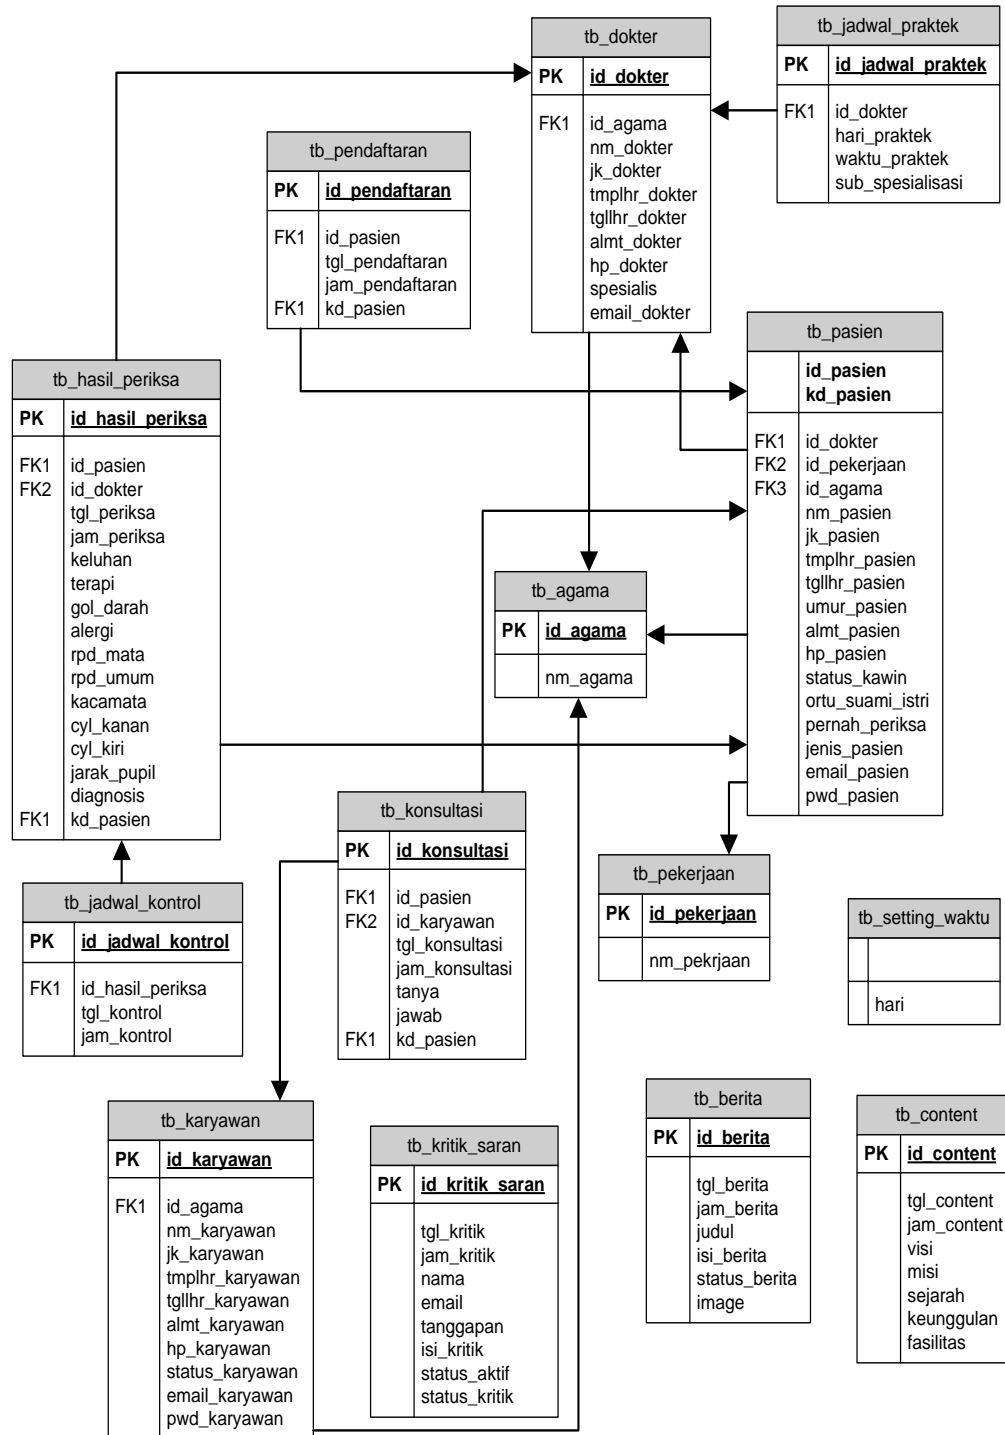 tb_dokter
PK id_dokter
FK1 id_agama
nm_dokter
jk_dokter
tmplhr_dokter
tgllhr_dokter
almt_dokter
hp_dokter
spesialis
email_dokter
tb_jadwal_praktek
PK id_jadwal_praktek
FK1 id_dokter
hari_praktek
waktu_praktek
sub_spesialisasi
tb_pendaftaran
PK id_pendaftaran
FK1 id_pasien
tgl_pendaftaran
jam_pendaftaran
FK1 kd_pasien
tb_pasien
id_pasien
kd_pasien
FK1 id_dokter
FK2 id_pekerjaan
FK3 id_agama
nm_pasien
jk_pasien
tmplhr_pasien
tgllhr_pasien
umur_pasien
almt_pasien
hp_pasien
status_kawin
ortu_suami_istri
pernah_periksa
jenis_pasien
email_pasien
pwd_pasien
tb_hasil_periksa
PK id_hasil_periksa
FK1 id_pasien
FK2 id_dokter
tgl_periksa
jam_periksa
keluhan
terapi
gol_darah
alergi
rpd_mata
rpd_umum
kacamata
cyl_kanan
cyl_kiri
jarak_pupil
diagnosis
FK1 kd_pasien
tb_agama
PK id_agama
nm_agama
tb_konsultasi
PK id_konsultasi
FK1 id_pasien
FK2 id_karyawan
tgl_konsultasi
jam_konsultasi
tanya
jawab
FK1 kd_pasien
tb_pekerjaan
PK id_pekerjaan
nm_pekrjaan
tb_setting_waktu
hari
tb_jadwal_kontrol
PK id_jadwal_kontrol
FK1 id_hasil_periksa
tgl_kontrol
jam_kontrol
tb_karyawan
PK id_karyawan
FK1 id_agama
nm_karyawan
jk_karyawan
tmplhr_karyawan
tgllhr_karyawan
almt_karyawan
hp_karyawan
status_karyawan
email_karyawan
pwd_karyawan
tb_kritik_saran
PK id_kritik_saran
tgl_kritik
jam_kritik
nama
email
tanggapan
isi_kritik
status_aktif
status_kritik
tb_berita
PK id_berita
tgl_berita
jam_berita
judul
isi_berita
status_berita
image
tb_content
PK id_content
tgl_content
jam_content
visi
misi
sejarah
keunggulan
fasilitas